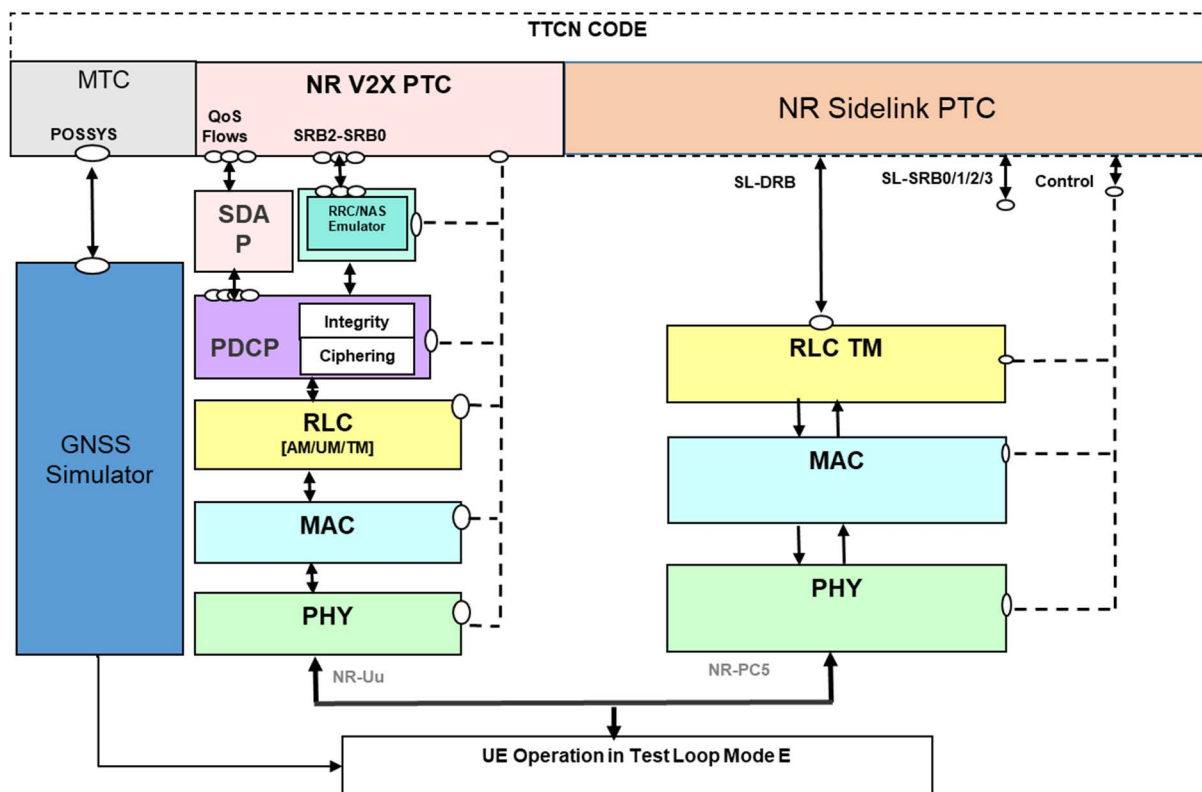 TTCN CODE
MTC
NR V2X PTC
NR Sidelink PTC
POSSYS
QoS
Flows
SRB2-SRB0
SL-DRB
SL-SRB0/1/2/3
Control
SDA
P
RRC/NAS
Emulator
PDCP
Integrity
Ciphering
RLC TM
GNSS
Simulator
RLC
[AM/UM/TM]
MAC
MAC
PHY
PHY
NR-Uu
NR-PC5
UE Operation in Test Loop Mode E